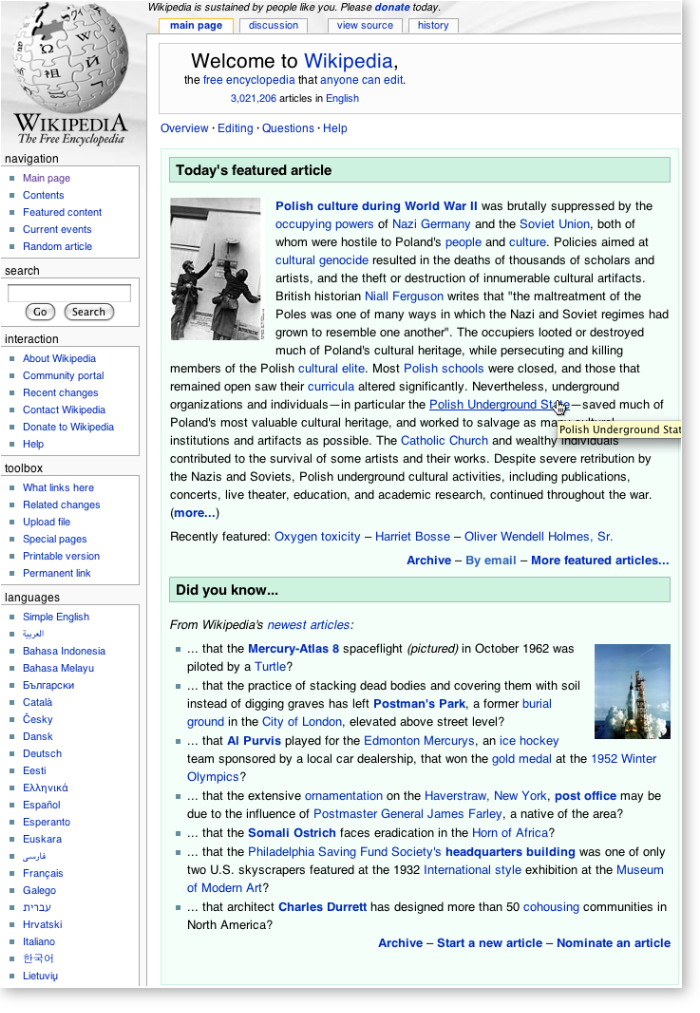 Wikipedia is sustained by people like you. Please donate today.
main page
discussion
view source
history
WIKIPEDIA
The Free Encyclopedia
Welcome to Wikipedia,
the free encyclopedia that anyone can edit.
3,021,206 articles in English
Overview · Editing · Questions · Help
navigation
Main page
Contents
Featured content
Current events
Random article
search
Go
Search
interaction
About Wikipedia
Community portal
Recent changes
Contact Wikipedia
Donate to Wikipedia
Help
toolbox
What links here
Related changes
Upload file
Special pages
Printable version
Permanent link
languages
Simple English
العربية
Bahasa Indonesia
Bahasa Melayu
Български
Català
Česky
Dansk
Deutsch
Eesti
Ελληνικά
Español
Esperanto
Euskara
فارسی
Français
Galego
עברית
Hrvatski
Italiano
한국어
Lietuvių
Today's featured article
Polish culture during World War II was brutally suppressed by the
occupying powers of Nazi Germany and the Soviet Union, both of
whom were hostile to Poland's people and culture. Policies aimed at
cultural genocide resulted in the deaths of thousands of scholars and
artists, and the theft or destruction of innumerable cultural artifacts.
British historian Niall Ferguson writes that "the maltreatment of the
Poles was one of many ways in which the Nazi and Soviet regimes had
grown to resemble one another". The occupiers looted or destroyed
much of Poland's cultural heritage, while persecuting and killing
members of the Polish cultural elite. Most Polish schools were closed, and those that
remained open saw their curricula altered significantly. Nevertheless, underground
organizations and individuals—in particular the Polish Underground State—saved much of
Poland's most valuable cultural heritage, and worked to salvage as many cultural
Polish Underground Stat
institutions and artifacts as possible. The Catholic Church and wealthy individuals
contributed to the survival of some artists and their works. Despite severe retribution by
the Nazis and Soviets, Polish underground cultural activities, including publications,
concerts, live theater, education, and academic research, continued throughout the war.
(more...)
Recently featured: Oxygen toxicity – Harriet Bosse – Oliver Wendell Holmes, Sr.
Archive – By email – More featured articles...
Did you know...
From Wikipedia's newest articles:
... that the Mercury-Atlas 8 spaceflight (pictured) in October 1962 was
piloted by a Turtle?
... that the practice of stacking dead bodies and covering them with soil
instead of digging graves has left Postman's Park, a former burial
ground in the City of London, elevated above street level?
... that Al Purvis played for the Edmonton Mercurys, an ice hockey
team sponsored by a local car dealership, that won the gold medal at the 1952 Winter
Olympics?
... that the extensive ornamentation on the Haverstraw, New York, post office may be
due to the influence of Postmaster General James Farley, a native of the area?
... that the Somali Ostrich faces eradication in the Horn of Africa?
... that the Philadelphia Saving Fund Society's headquarters building was one of only
two U.S. skyscrapers featured at the 1932 International style exhibition at the Museum
of Modern Art?
... that architect Charles Durrett has designed more than 50 cohousing communities in
North America?
Archive – Start a new article – Nominate an article